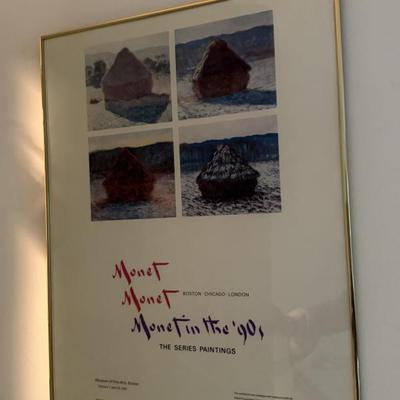 Monet
Monet BOSTON CHICAGO LONDON
Monet in the '90s
THE SERIES PAINTINGS
Museum of Fine Arts, Boston